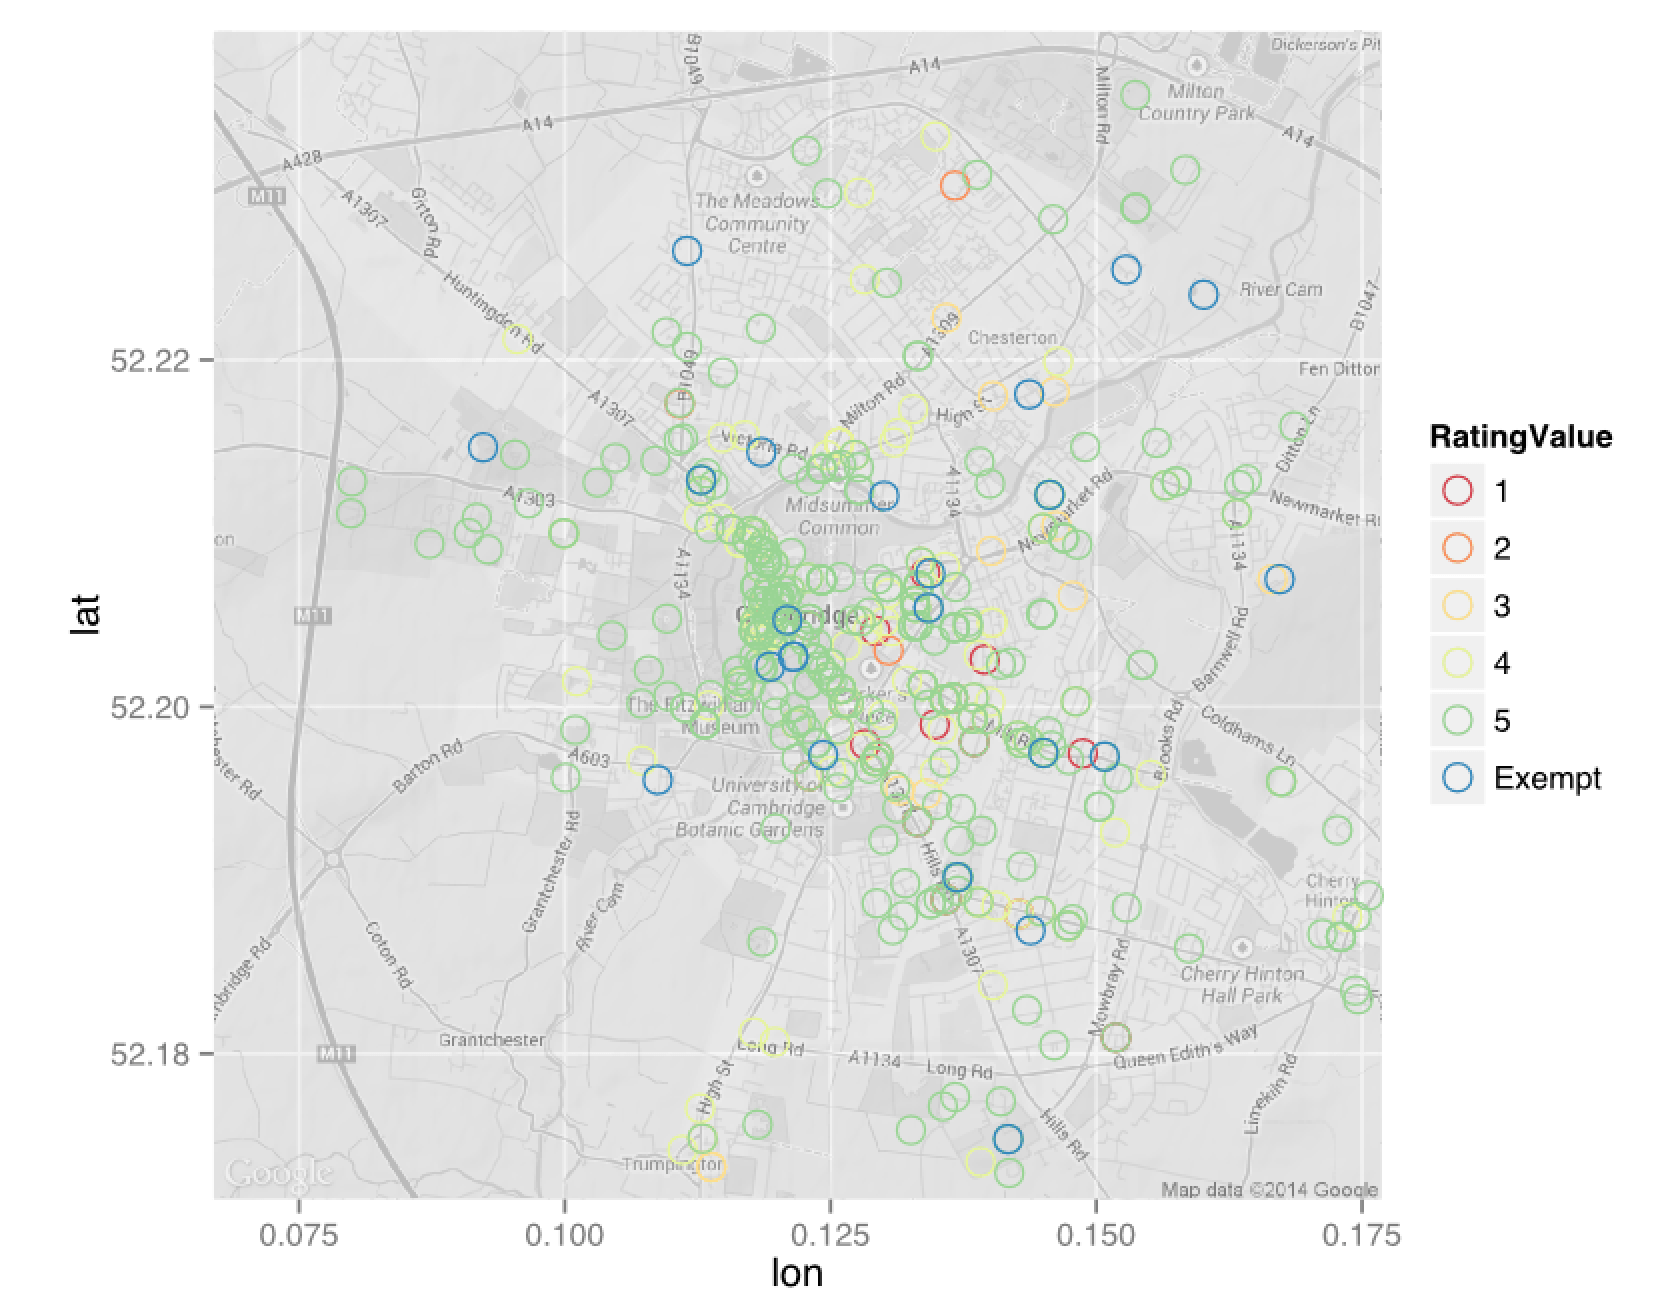 Dickerson's Pit
B1049
A14
Milton Rd
Milton
Country Park
A14
A14
A428
M11
A1307
Girton Rd
The Meadows
Community
Centre
River Cam
B1047
Huntingdon Rd
A1309
Chesterton
52.22
B1049
Fen Ditton
A1307
Milton Rd
High St
Victoria Rd
Ditton Ln
A1303
A1134
Newmarket Rd
Newmarket R
Midsummer
Common
on
A1134
A1134
M11
Cambridge
Barnwell Rd
lat
52.20
The Fitzwilliam
Museum
Mill R
Coldhams Ln
Brooks Rd
Barton Rd
A603
chester Rd
University of
Cambridge
Botanic Gardens
Grantchester Rd
Hills
River Cam
Cherry
Hinton
Coton Rd
A1307
mbridge Rd
Mowbray Rd
Cherry Hinton
Hall Park
52.18
M11
Grantchester
Long Rd
A1134
Long Rd
Queen Edith's Way
High St
Limekiln Rd
Hills Rd
Trumpington
Google
Map data ©2014 Google
0.075
0.100
0.125
0.150
0.175
lon
RatingValue
1
2
3
4
5
Exempt